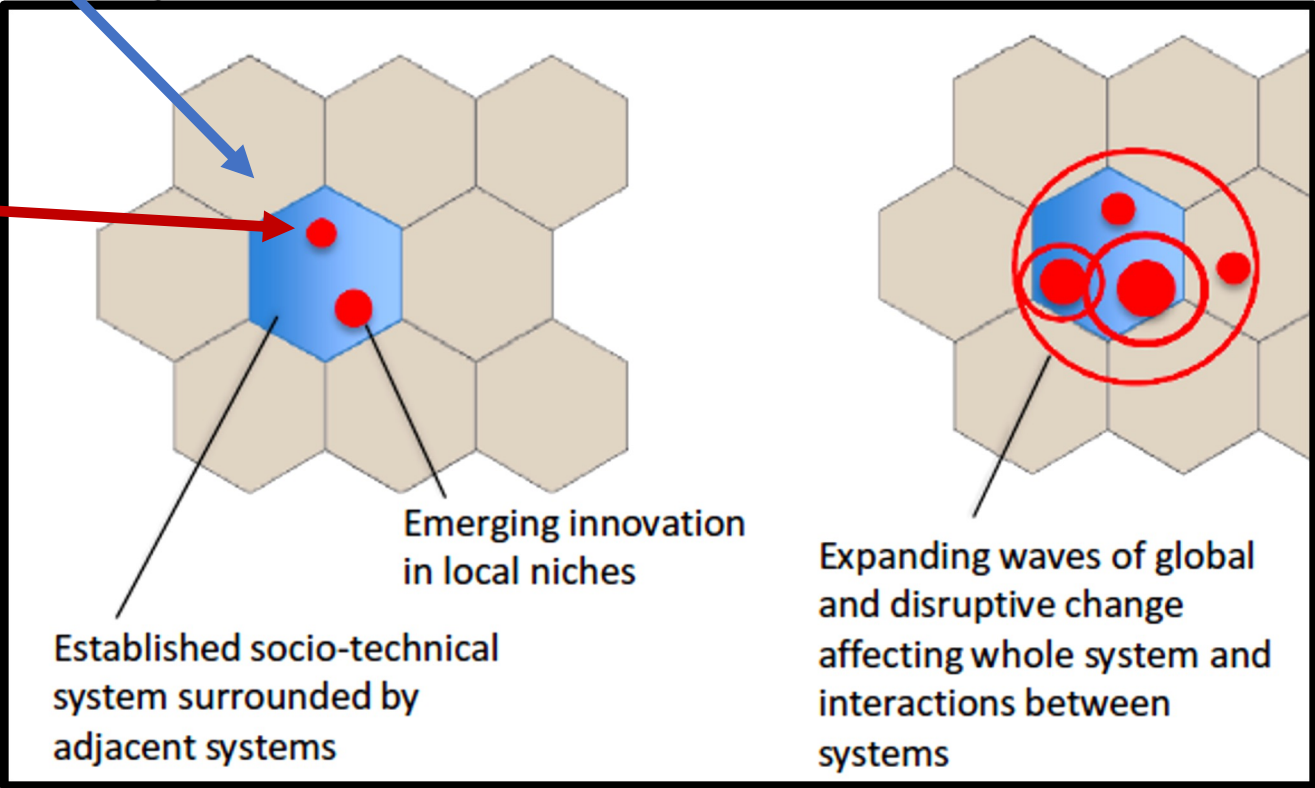 Emerging innovation
in local niches
Established socio-technical
system surrounded by
adjacent systems
Expanding waves of global
and disruptive change
affecting whole system and
interactions between
systems